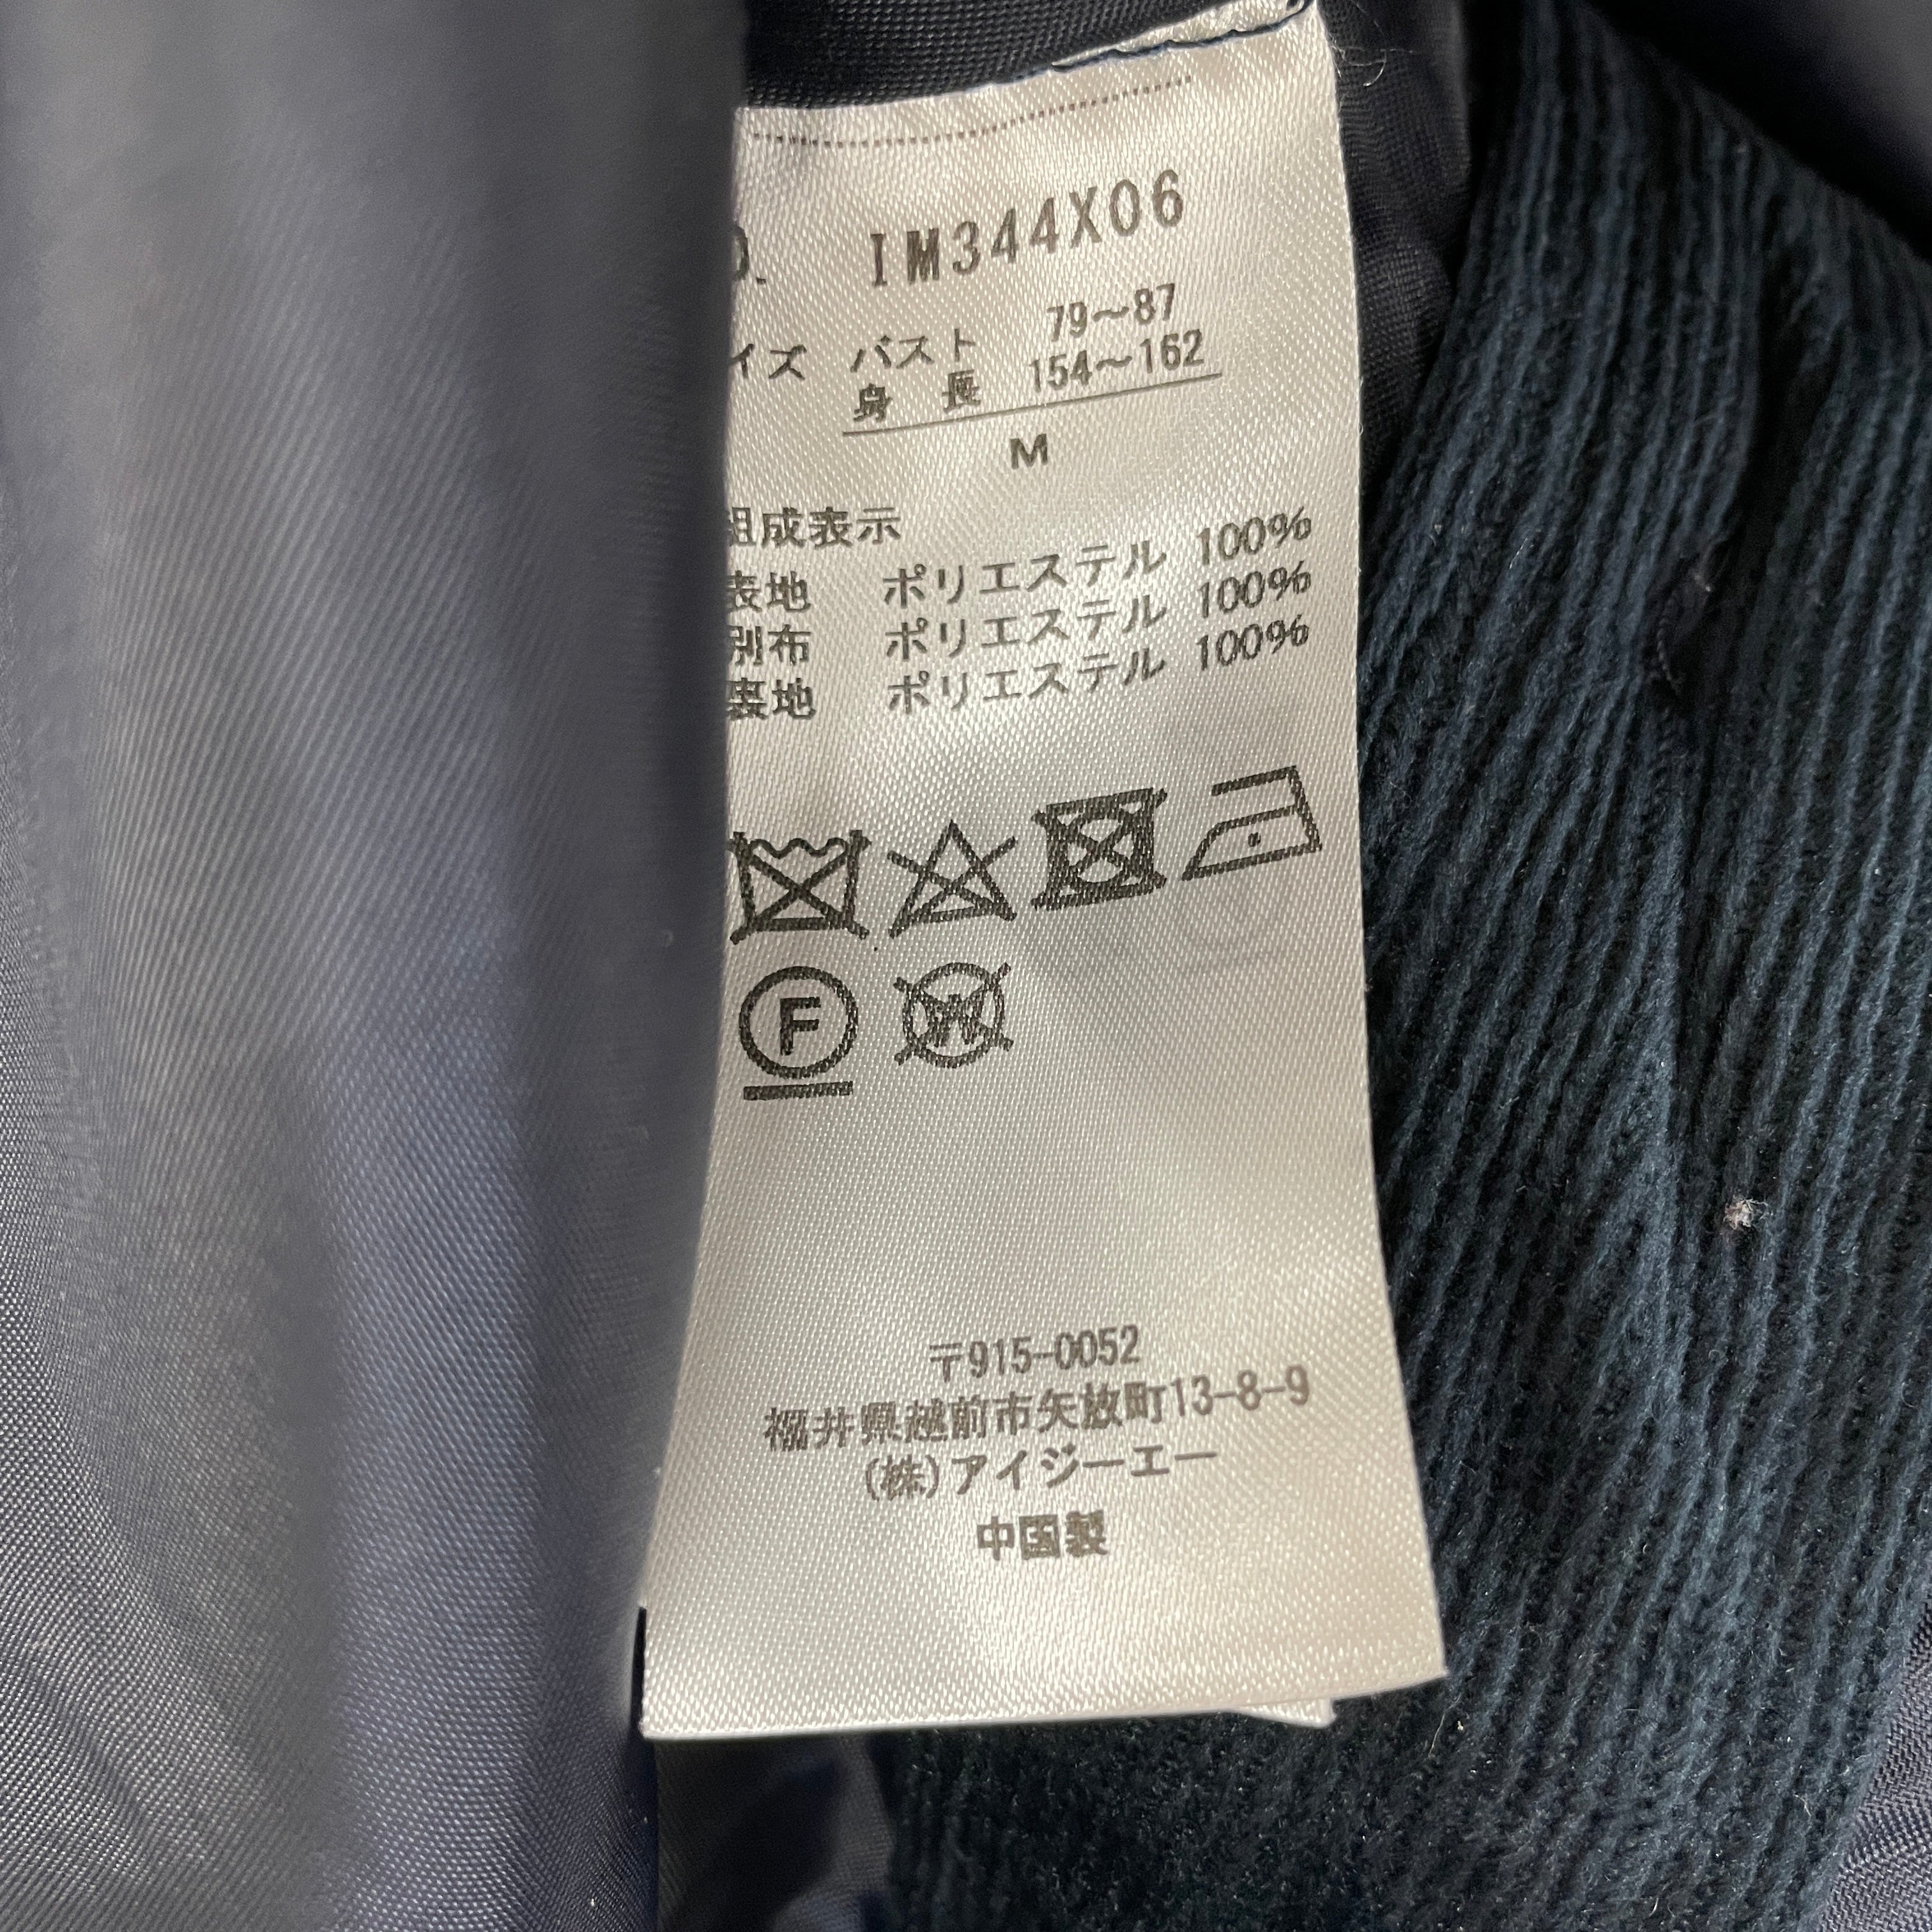 IM344X06
イズ バスト 79〜87
身長 154〜162
M
組成表示
表地 ポリエステル 100%
別布 ポリエステル 100%
裏地 ポリエステル 100%
F W
〒915-0052
福井県越前市矢放町13-8-9
(株)アイジーエー
中国製